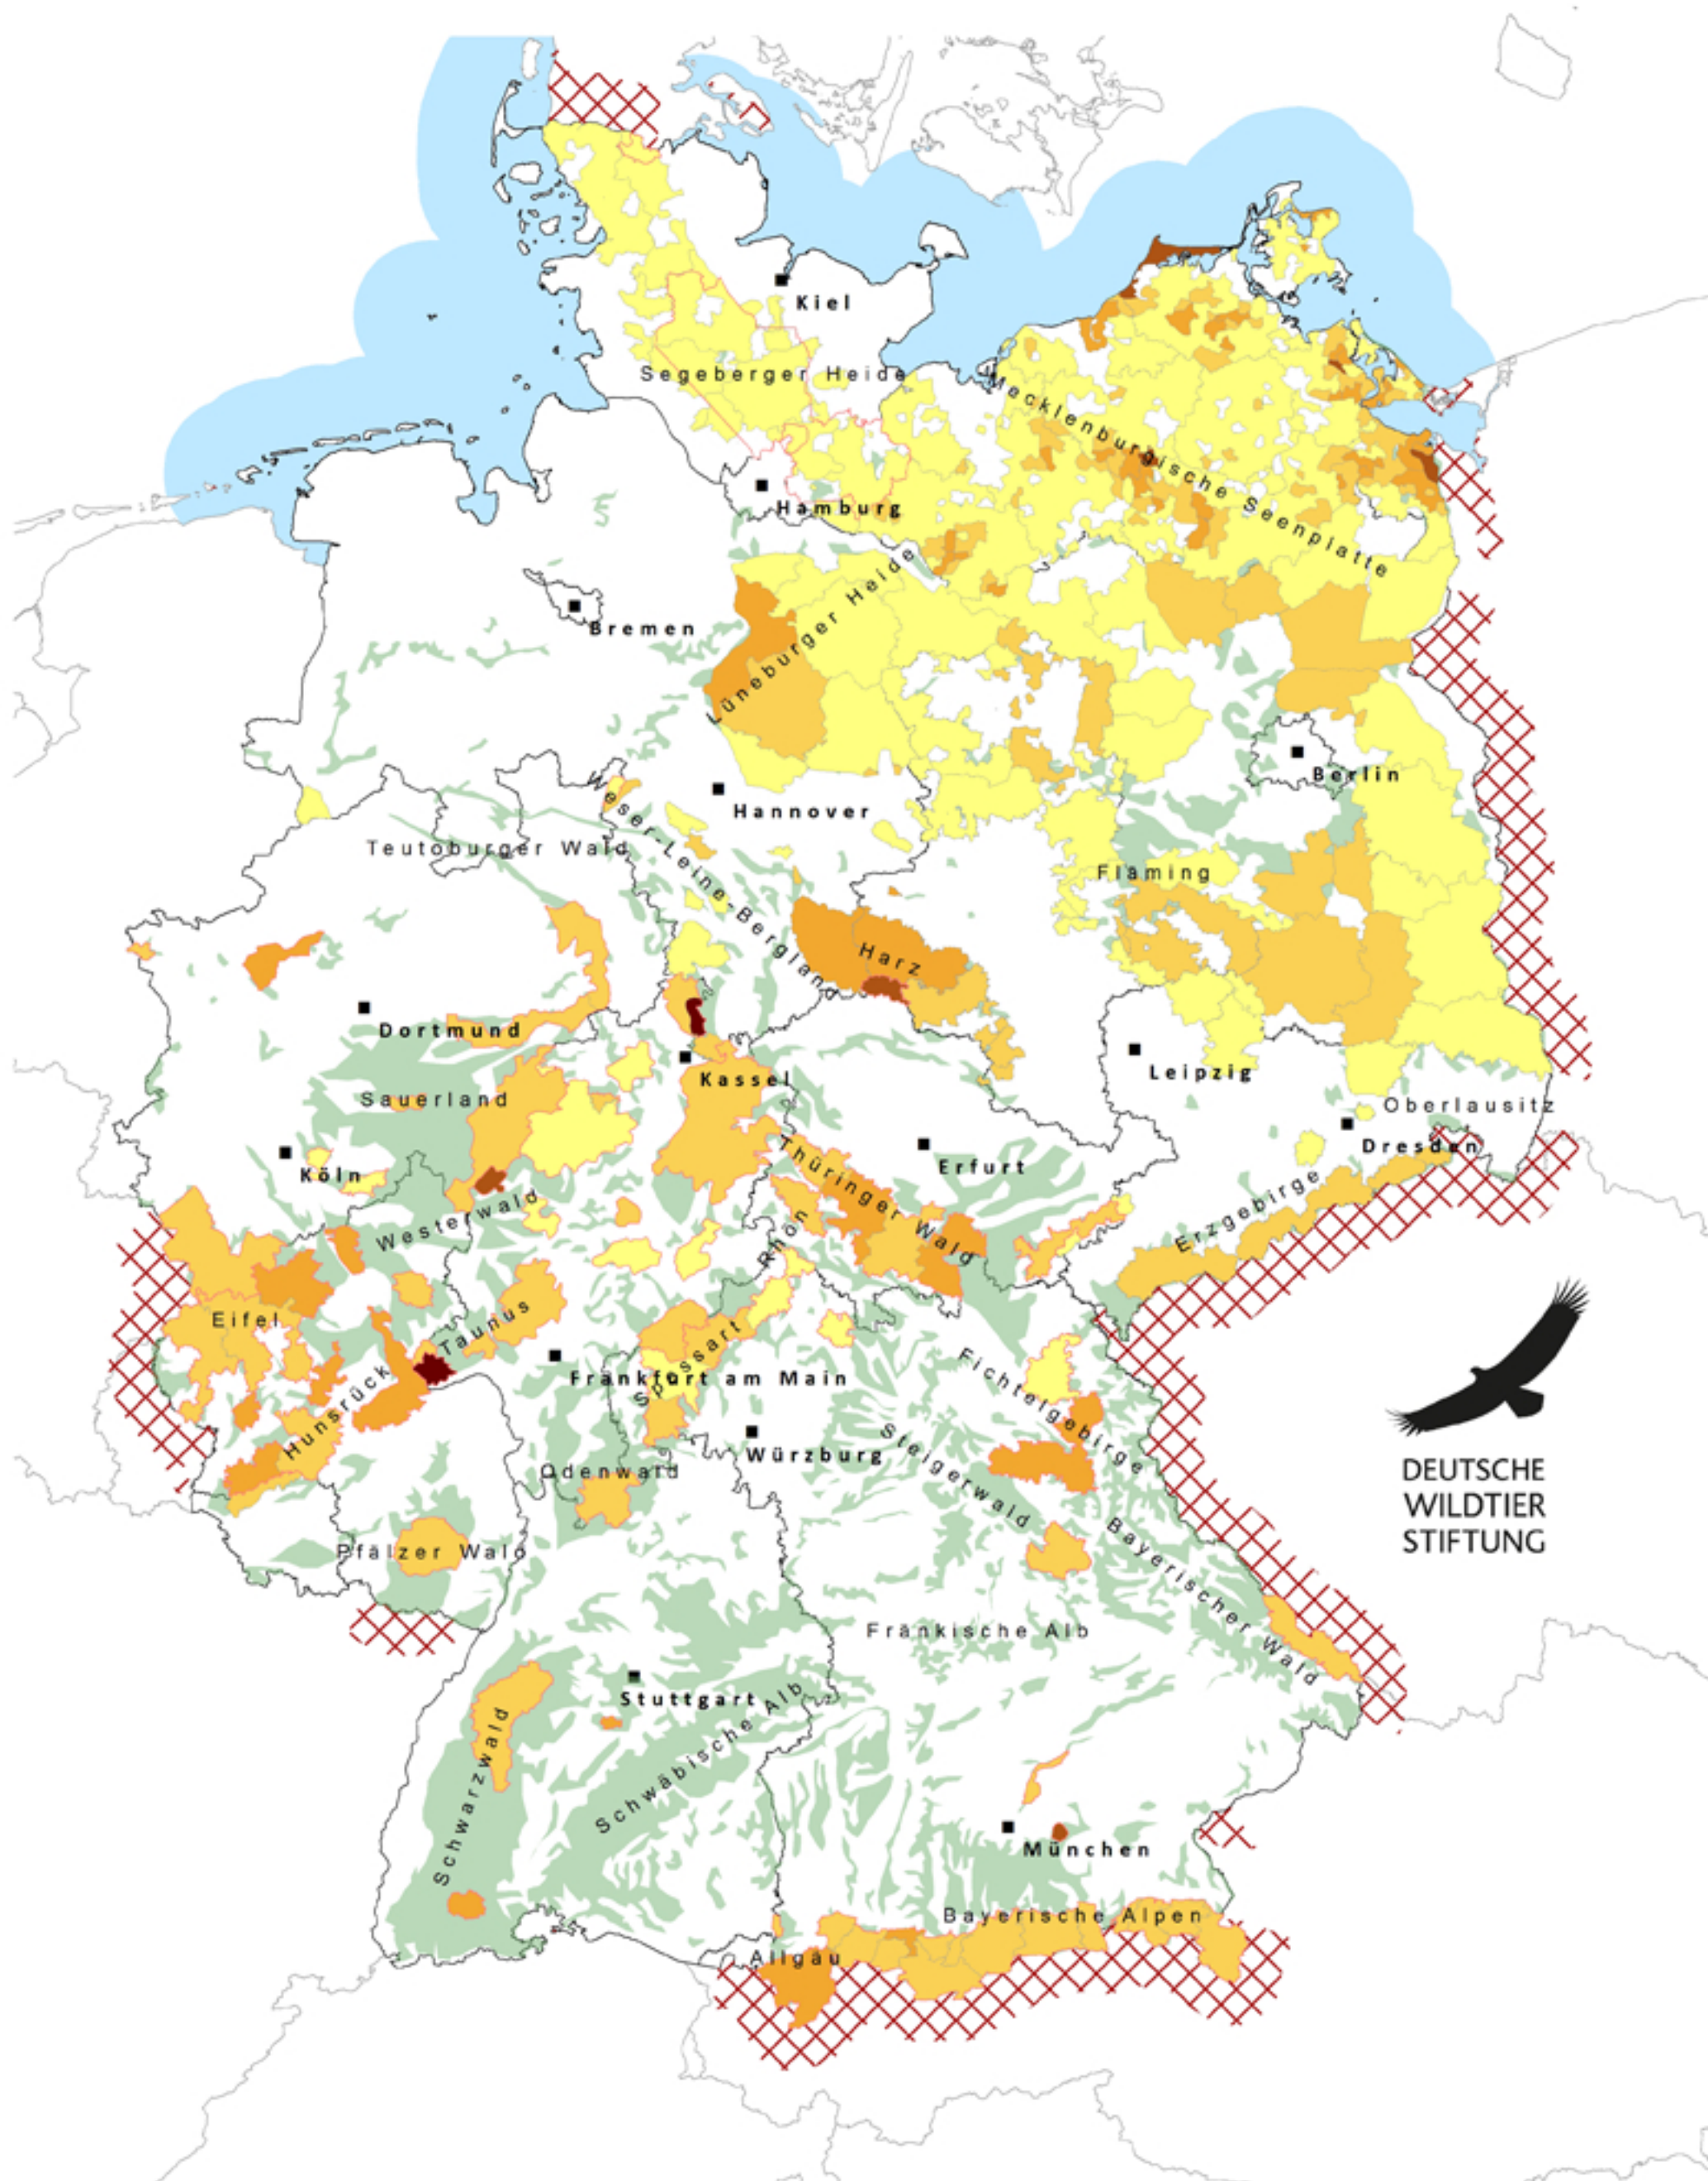 Kiel
Segeberger Heide
Mecklenburgische Seenplatte
Hamburg
Lüneburger Heide
Bremen
Berlin
Hannover
Weser-Leine-Bergland
Teutoburger Wald
Fläming
Harz
Dortmund
Leipzig
Kassel
Sauerland
Oberlausitz
Dresden
Erfurt
Köln
Thüringer Wald
Westerwald
Rhön
Erzgebirge
Eifel
Taunus
Frankfurt am Main
Spessart
Fichtelgebirge
Hunsrück
Würzburg
Steigerwald
Odenwald
DEUTSCHE
WILDTIER
STIFTUNG
Pfälzer Wald
Bayerischer Wald
Fränkische Alb
Stuttgart
Schwäbische Alb
Schwarzwald
München
Bayerische Alpen
Allgäu